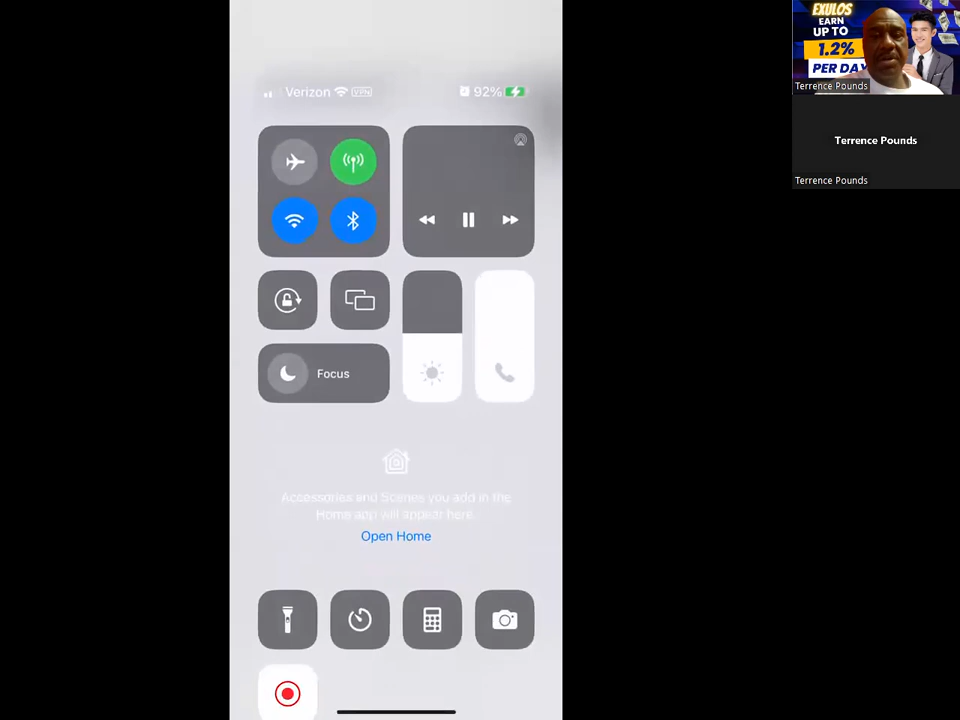 Verizon VPN 92%
Focus
Accessories and Scenes you add in the
Home app will appear here.
Open Home
EXULOS
EARN
UP TO
1.2%
PER DAY
Terrence Pounds
Terrence Pounds
Terrence Pounds